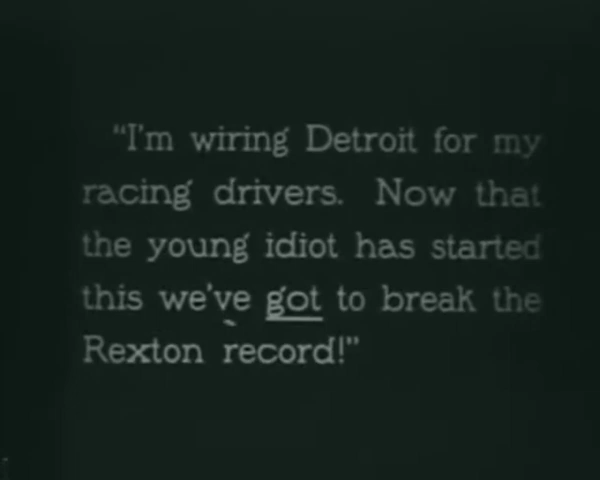 "I'm wiring Detroit for my
racing drivers. Now that
the young idiot has started
this we've got to break the
Rexton record!"